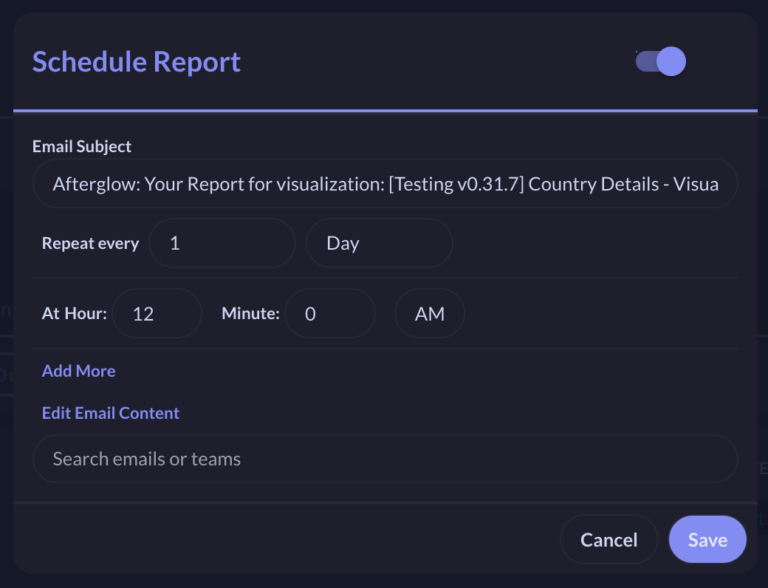 Schedule Report
Email Subject
Afterglow: Your Report for visualization: [Testing v0.31.7] Country Details - Visua
Repeat every 1 Day
At Hour: 12 Minute: 0 AM
Add More
Edit Email Content
Search emails or teams
Cancel Save